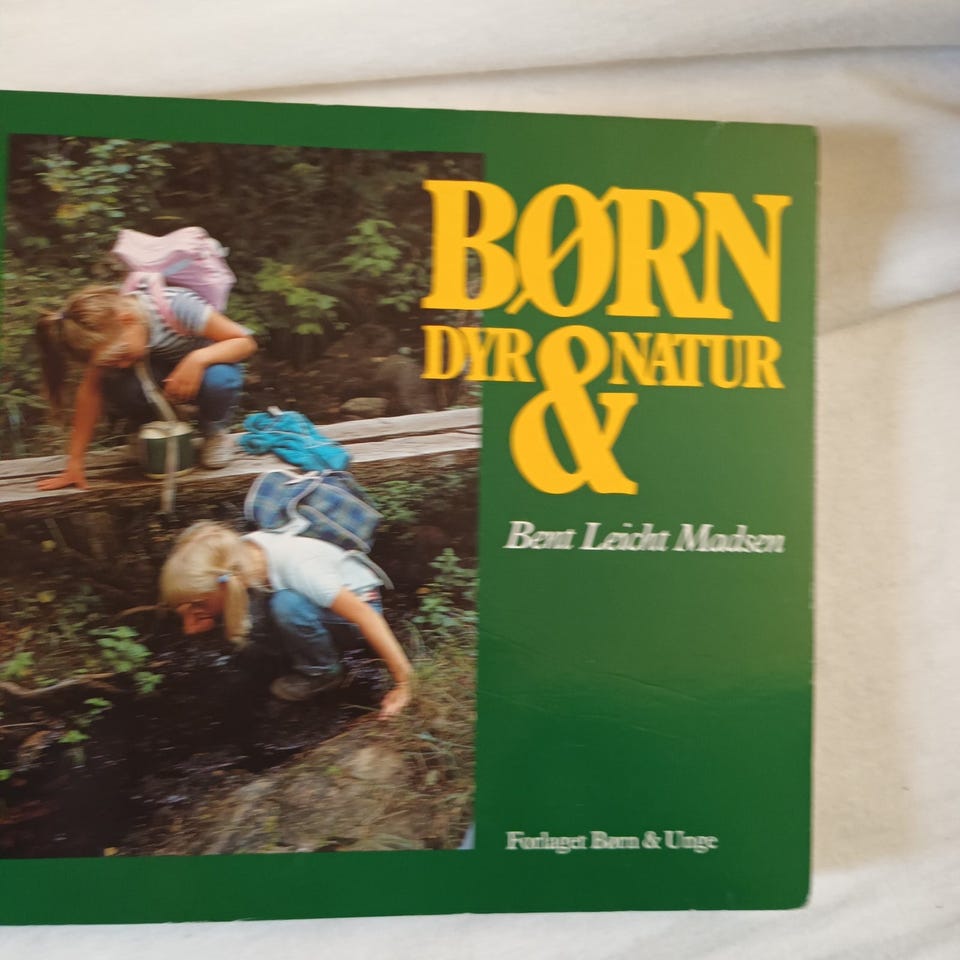 BØRN
DYR & NATUR
Bent Leicht Madsen
Forlaget Børn & Unge